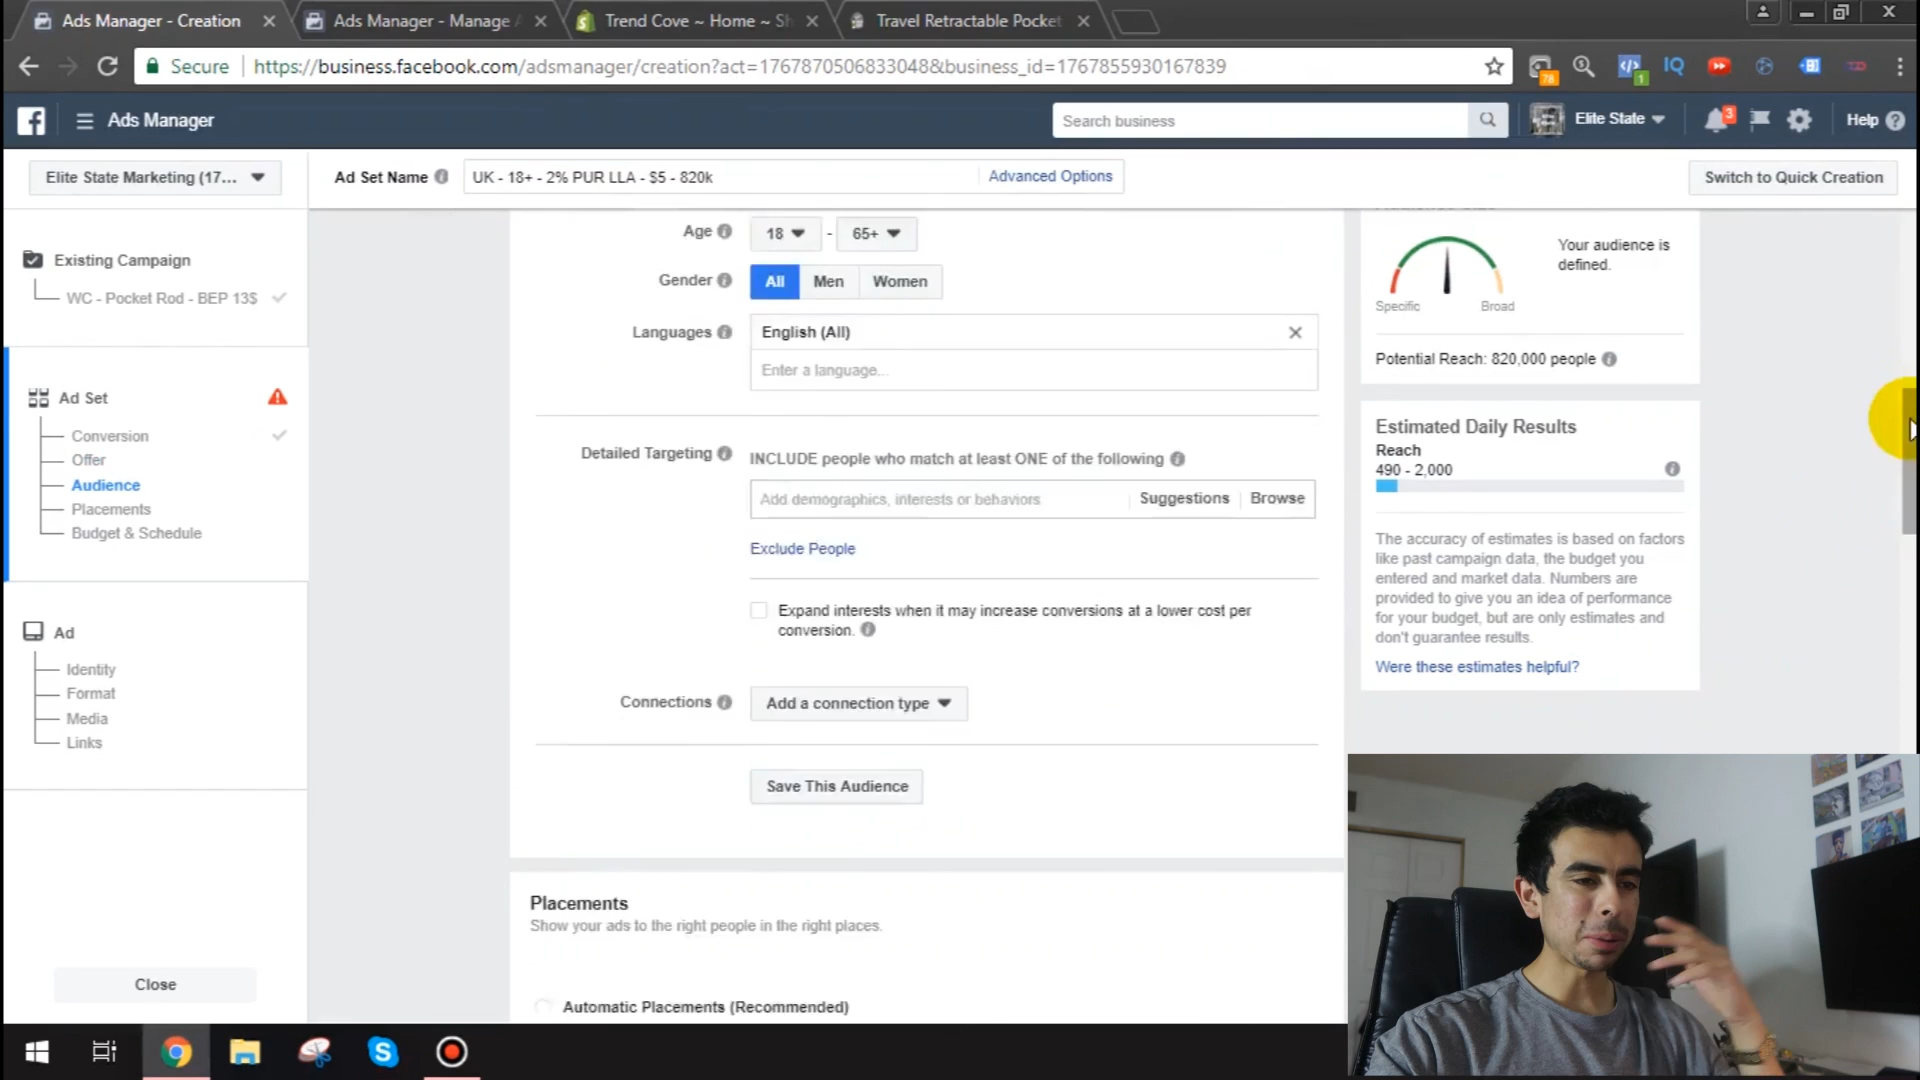 Ads Manager - Creation
Ads Manager - Manage
Trend Cove ~ Home ~ Sh
Travel Retractable Pocket
Secure
https://business.facebook.com/adsmanager/creation?act=1767870506833048&business_id=1767855930167839
78
1
IQ
Ads Manager
Search business
Elite State
3
Help
Elite State Marketing (17...
Ad Set Name
UK - 18+ - 2% PUR LLA - $5 - 820k
Advanced Options
Switch to Quick Creation
Existing Campaign
WC - Pocket Rod - BEP 13$
Ad Set
Conversion
Offer
Audience
Placements
Budget & Schedule
Ad
Identity
Format
Media
Links
Close
Age
18
-
65+
Gender
All
Men
Women
Languages
English (All)
Enter a language...
Detailed Targeting
INCLUDE people who match at least ONE of the following
Add demographics, interests or behaviors
Suggestions
Browse
Exclude People
Expand interests when it may increase conversions at a lower cost per
conversion.
Connections
Add a connection type
Save This Audience
Placements
Show your ads to the right people in the right places.
Automatic Placements (Recommended)
Your audience is
defined.
Specific
Broad
Potential Reach: 820,000 people
Estimated Daily Results
Reach
490 - 2,000
The accuracy of estimates is based on factors
like past campaign data, the budget you
entered and market data. Numbers are
provided to give you an idea of performance
for your budget, but are only estimates and
don't guarantee results.
Were these estimates helpful?